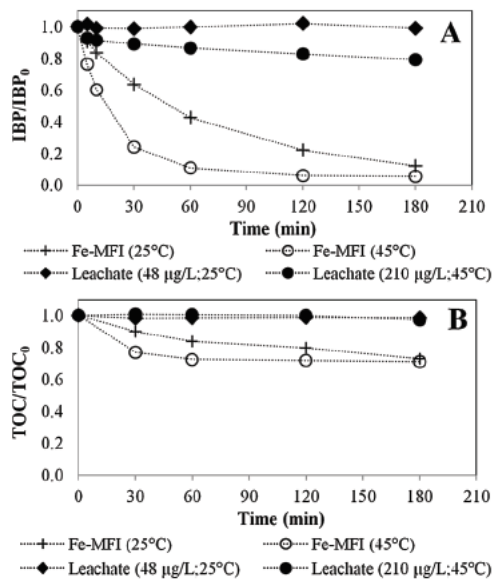 A
IBP/IBP0
1.0
0.8
0.6
0.4
0.2
0.0
0 30 60 90 120 150 180 210
Time (min)
Fe-MFI (25°C) Fe-MFI (45°C)
Leachate (48 µg/L;25°C) Leachate (210 µg/L;45°C)
B
TOC/TOC0
1.0
0.8
0.6
0.4
0.2
0.0
0 30 60 90 120 150 180 210
Time (min)
Fe-MFI (25°C) Fe-MFI (45°C)
Leachate (48 µg/L;25°C) Leachate (210 µg/L;45°C)